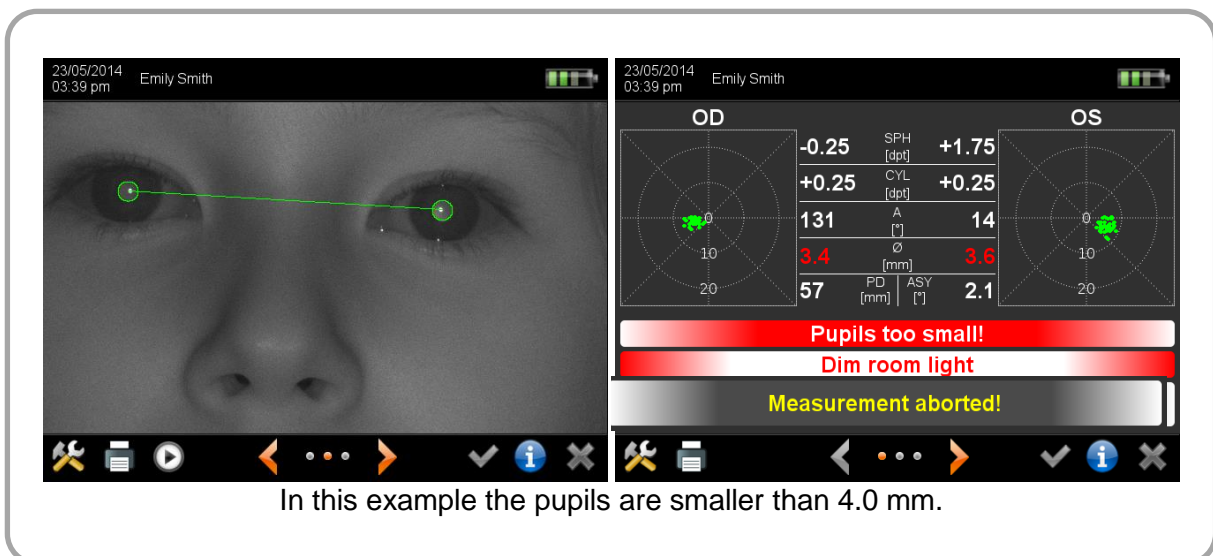 23/05/2014
03:39 pm
Emily Smith
23/05/2014
03:39 pm
Emily Smith
OD
OS
0
10
20
-0.25 SPH [dpt] +1.75
+0.25 CYL [dpt] +0.25
131 A [°] 14
3.4 Ø [mm] 3.6
57 PD [mm] ASY [°] 2.1
0
10
20
Pupils too small!
Dim room light
Measurement aborted!
In this example the pupils are smaller than 4.0 mm.